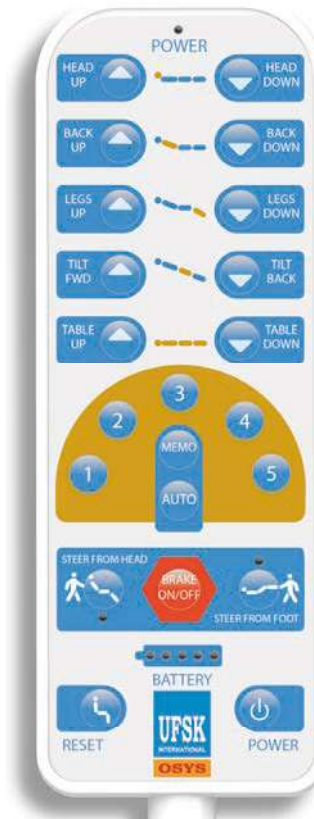 POWER
HEAD
UP
HEAD
DOWN
BACK
UP
BACK
DOWN
LEGS
UP
LEGS
DOWN
TILT
FWD
TILT
BACK
TABLE
UP
TABLE
DOWN
3
2
4
MEMO
1
5
AUTO
STEER FROM HEAD
BRAKE
ON/OFF
STEER FROM FOOT
BATTERY
RESET
UFSK
INTERNATIONAL
OSYS
POWER